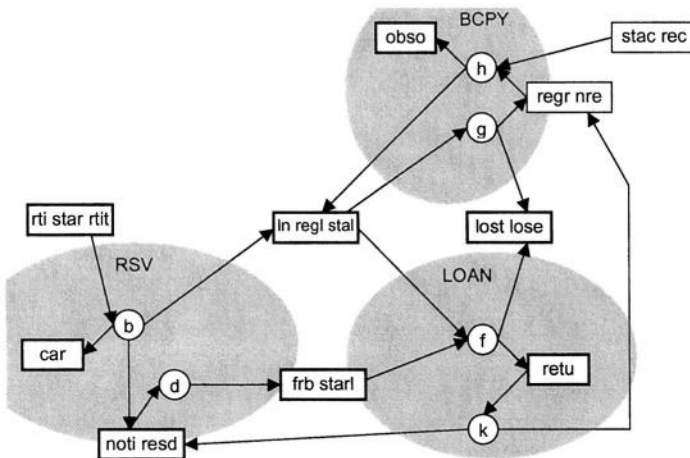 BCPY
obso
stac rec
h
regr nre
g
rti star rtit
ln regl stal
lost lose
RSV
LOAN
b
f
car
d
frb starl
retu
noti resd
k